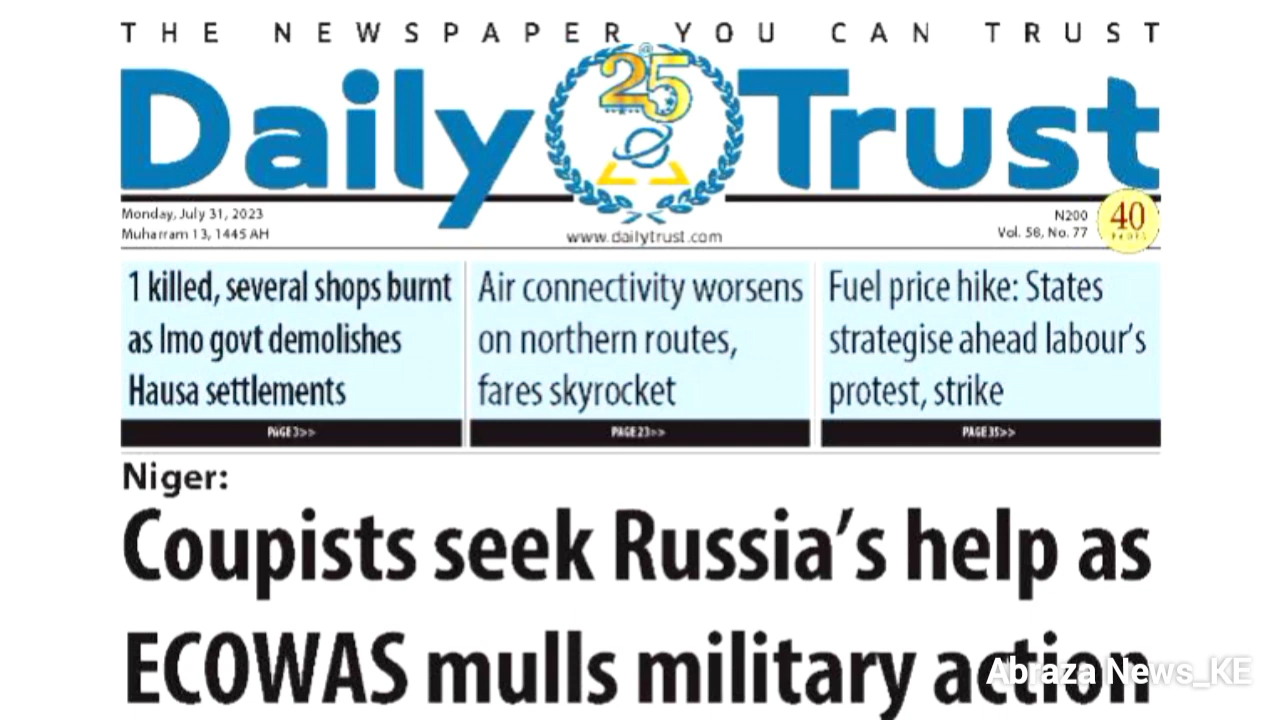 THE NEWSPAPER YOU CAN TRUST
Daily Trust
@
25
Monday, July 31, 2023
Muharram 13, 1445 AH
www.dailytrust.com
N200
Vol. 58, No. 77
40
PAGES
1 killed, several shops burnt
as Imo govt demolishes
Hausa settlements
PAGE 3>>
Air connectivity worsens
on northern routes,
fares skyrocket
PAGE 23>>
Fuel price hike: States
strategise ahead labour's
protest, strike
PAGE 35>>
Niger:
Coupists seek Russia's help as
ECOWAS mulls military action
Abraza News_KE